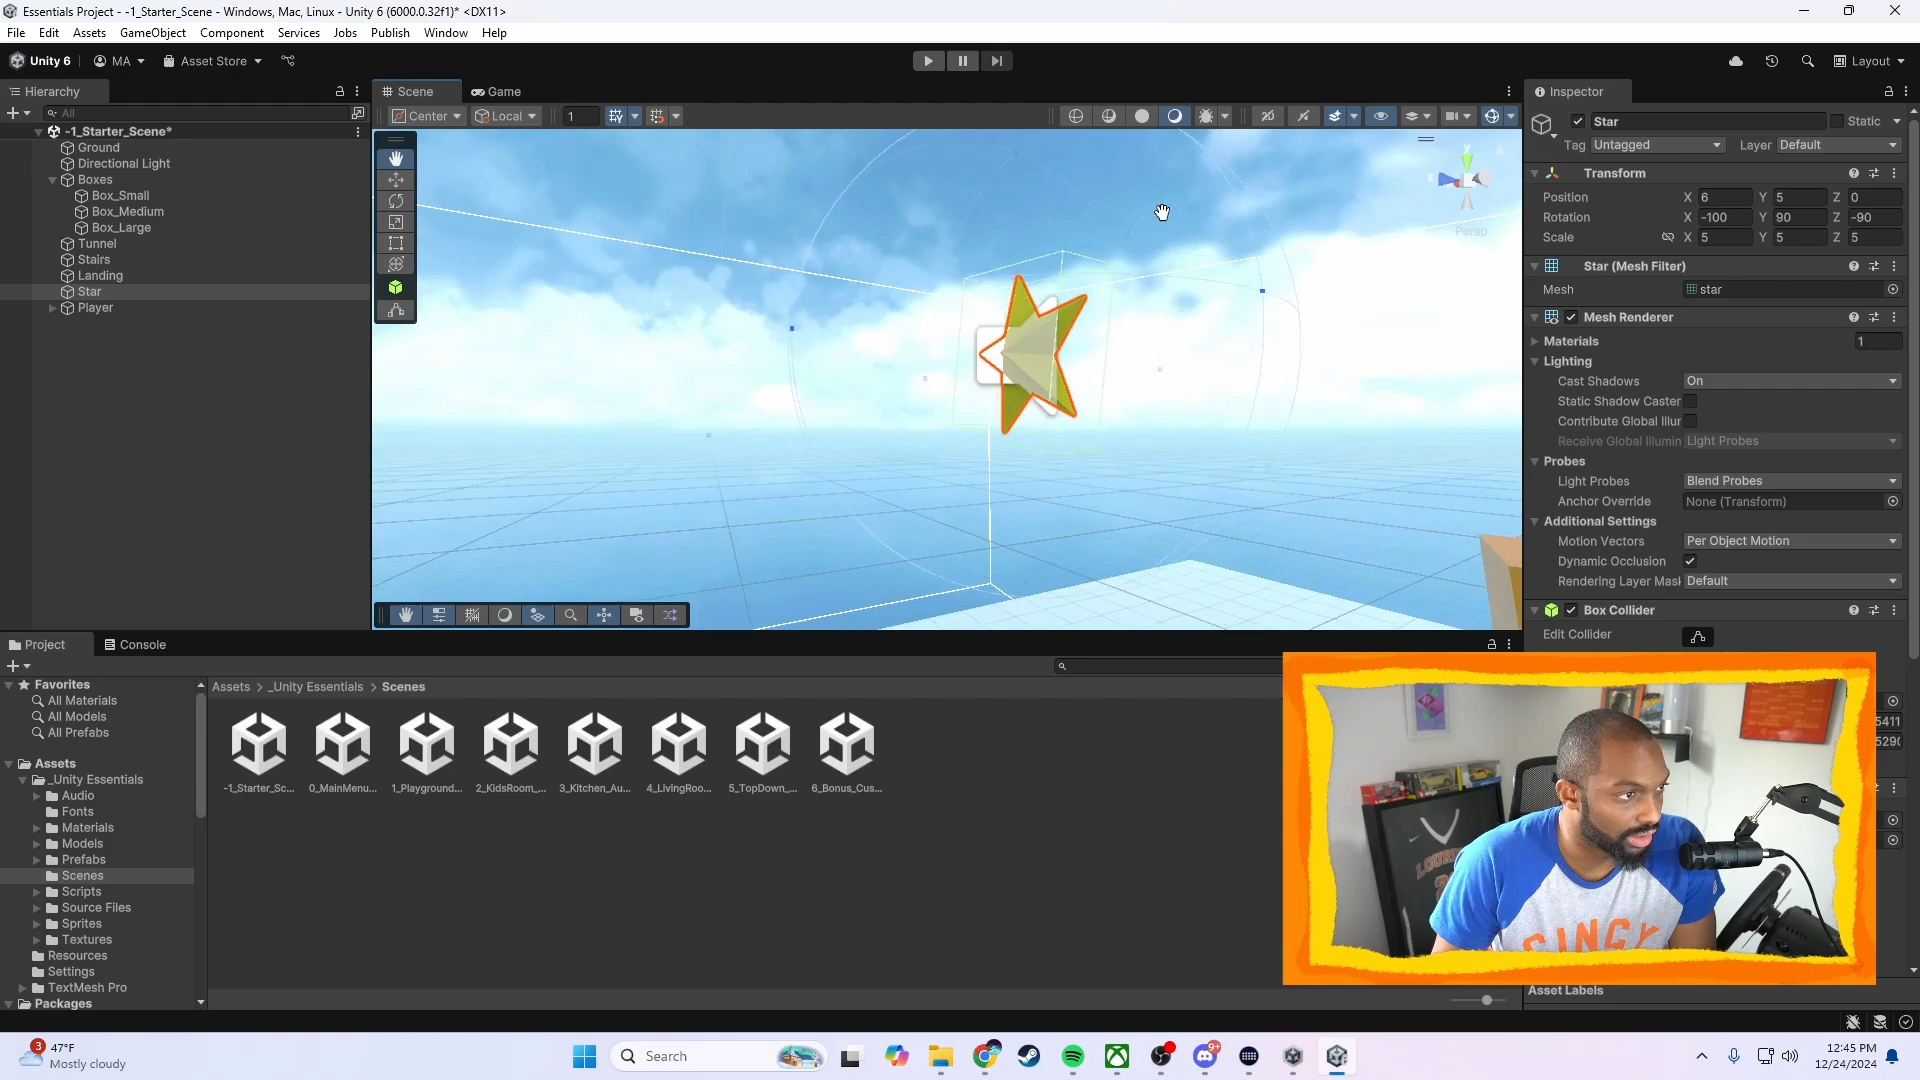 Essentials Project - -1_Starter_Scene - Windows, Mac, Linux - Unity 6 (6000.0.32f1)* <DX11>
File Edit Assets GameObject Component Services Jobs Publish Window Help
Unity 6 MA Asset Store Layout
Hierarchy
All
-1_Starter_Scene*
Ground
Directional Light
Boxes
Box_Small
Box_Medium
Box_Large
Tunnel
Stairs
Landing
Star
Player
Scene Game
Center Local 1
y
Persp
Inspector
Star Static
Tag Untagged Layer Default
Transform
Position X 6 Y 5 Z 0
Rotation X -100 Y 90 Z -90
Scale X 5 Y 5 Z 5
Star (Mesh Filter)
Mesh star
Mesh Renderer
Materials 1
Lighting
Cast Shadows On
Static Shadow Caster
Contribute Global Illur
Receive Global Illumin Light Probes
Probes
Light Probes Blend Probes
Anchor Override None (Transform)
Additional Settings
Motion Vectors Per Object Motion
Dynamic Occlusion
Rendering Layer Masl Default
Box Collider
Edit Collider
5411
Asset Labels
Project Console
Favorites
All Materials
All Models
All Prefabs
Assets
_Unity Essentials
Audio
Fonts
Materials
Models
Prefabs
Scenes
Scripts
Source Files
Sprites
Textures
Resources
Settings
TextMesh Pro
Packages
Assets > _Unity Essentials > Scenes
-1_Starter_Sc... 0_MainMenu... 1_Playground... 2_KidsRoom_... 3_Kitchen_Au... 4_LivingRoo... 5_TopDown_... 6_Bonus_Cus...
CINCY
3
47°F
Mostly cloudy
Search
9+
12:45 PM
12/24/2024